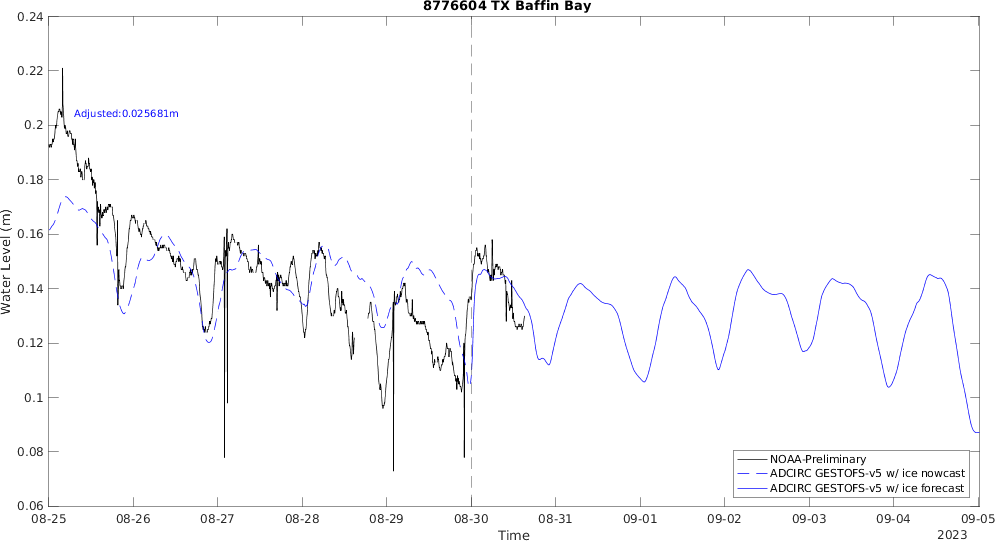 8776604 TX Baffin Bay
0.24
0.22
0.2
0.18
0.16
0.14
0.12
0.1
0.08
0.06
Water Level (m)
Adjusted:0.025681m
NOAA-Preliminary
ADCIRC GESTOFS-v5 w/ ice nowcast
ADCIRC GESTOFS-v5 w/ ice forecast
08-25 08-26 08-27 08-28 08-29 08-30 08-31 09-01 09-02 09-03 09-04 09-05
Time
2023